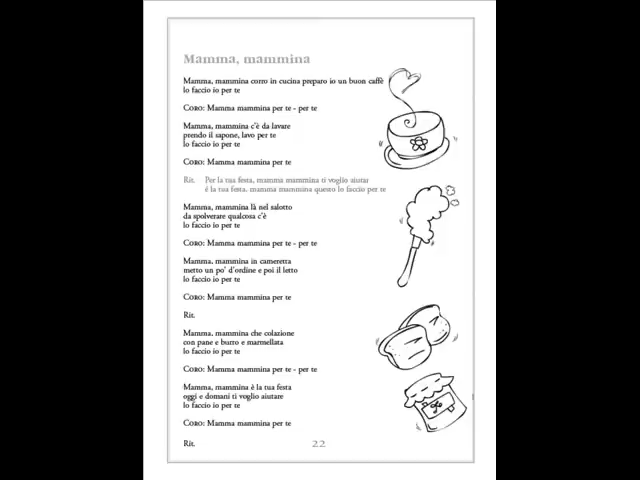 Mamma, mammina
Mamma, mammina corro in cucina preparo io un buon caffè
lo faccio io per te
Coro: Mamma mammina per te - per te
Mamma, mammina c'è da lavare
prendo il sapone, lavo per te
lo faccio io per te
Coro: Mamma mammina per te
Rit. Per la tua festa, mamma mammina ti voglio aiutar
é la tua festa, mamma mammina questo lo faccio per te
Mamma, mammina là nel salotto
da spolverare qualcosa c'è
lo faccio io per te
Coro: Mamma mammina per te - per te
Mamma, mammina in cameretta
metto un po' d'ordine e poi il letto
lo faccio io per te
Coro: Mamma mammina per te
Rit.
Mamma, mammina che colazione
con pane e burro e marmellata
lo faccio io per te
Coro: Mamma mammina per te - per te
Mamma, mammina è la tua festa
oggi e domani ti voglio aiutare
lo faccio io per te
Coro: Mamma mammina per te
Rit.
22